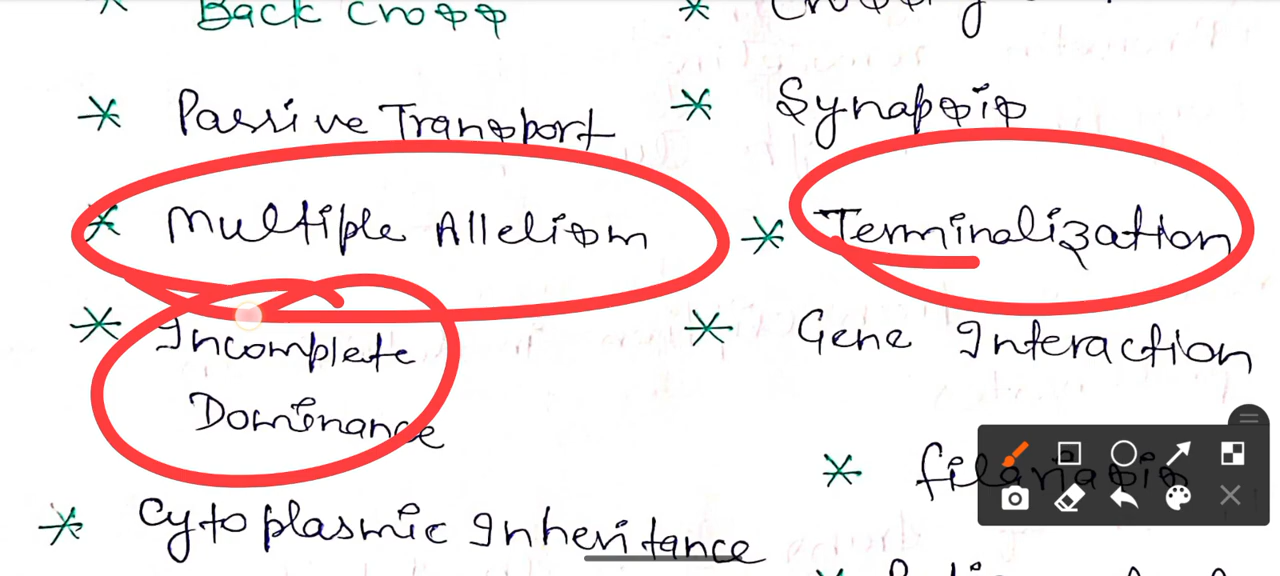 Back Cross
Passive Transport
Multiple Allelism
Incomplete
Dominance
Cytoplasmic Inheritance
Synapsis
Terminalization
Gene Interaction